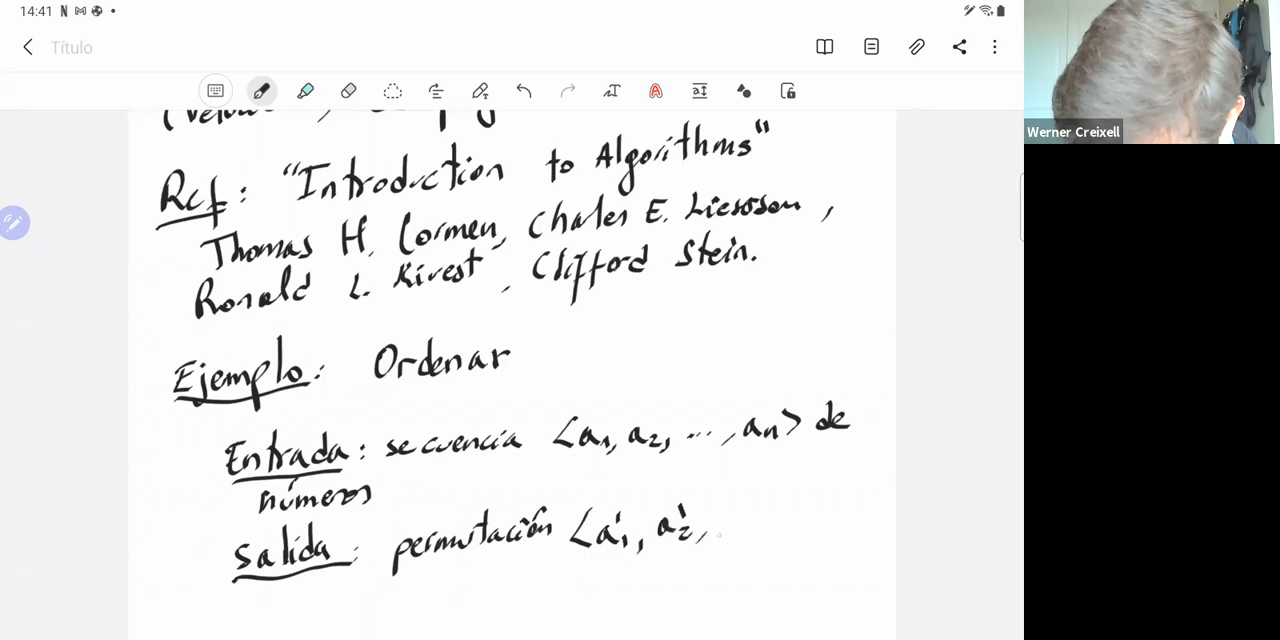 14:41
Título
Werner Creixell
Ref: "Introduction to Algorithms"
Thomas H. Cormen, Charles E. Lieserson,
Ronald L. Rivest, Clifford Stein.
Ejemplo: Ordenar
Entrada: secuencia <a1, a2, ..., an> de
números
Salida: permutación <a'1, a'2,